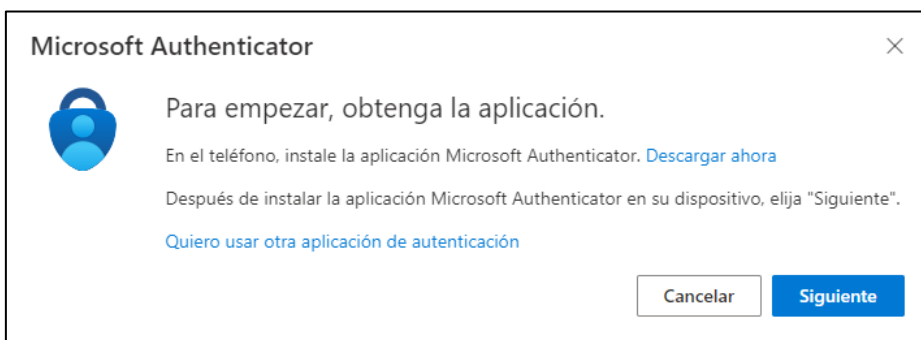 Microsoft Authenticator
Para empezar, obtenga la aplicación.
En el teléfono, instale la aplicación Microsoft Authenticator. Descargar ahora
Después de instalar la aplicación Microsoft Authenticator en su dispositivo, elija "Siguiente".
Quiero usar otra aplicación de autenticación
Cancelar Siguiente